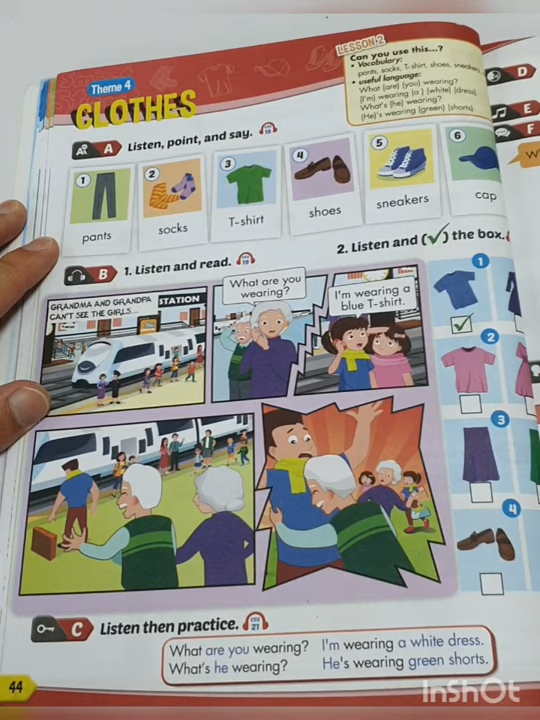 LESSON 2
Can you use this...?
• Vocabulary:
pants, socks, T-shirt, shoes, sneakers,
• useful language:
What (are) (you) wearing?
(I'm) wearing (a) (white) (dress).
What's (he) wearing?
(He)'s wearing (green) (shorts).
Theme 4
CLOTHES
A Listen, point, and say.
18
1
2
3
4
5
6
pants
socks
T-shirt
shoes
sneakers
cap
B 1. Listen and read.
19
2. Listen and (✓) the box.
GRANDMA AND GRANDPA
CAN'T SEE THE GIRLS...
STATION
What are you
wearing?
I'm wearing a
blue T-shirt.
1
2
3
4
C Listen then practice.
CD2
21
What are you wearing? I'm wearing a white dress.
What's he wearing? He's wearing green shorts.
44
D
E
F
InShOt